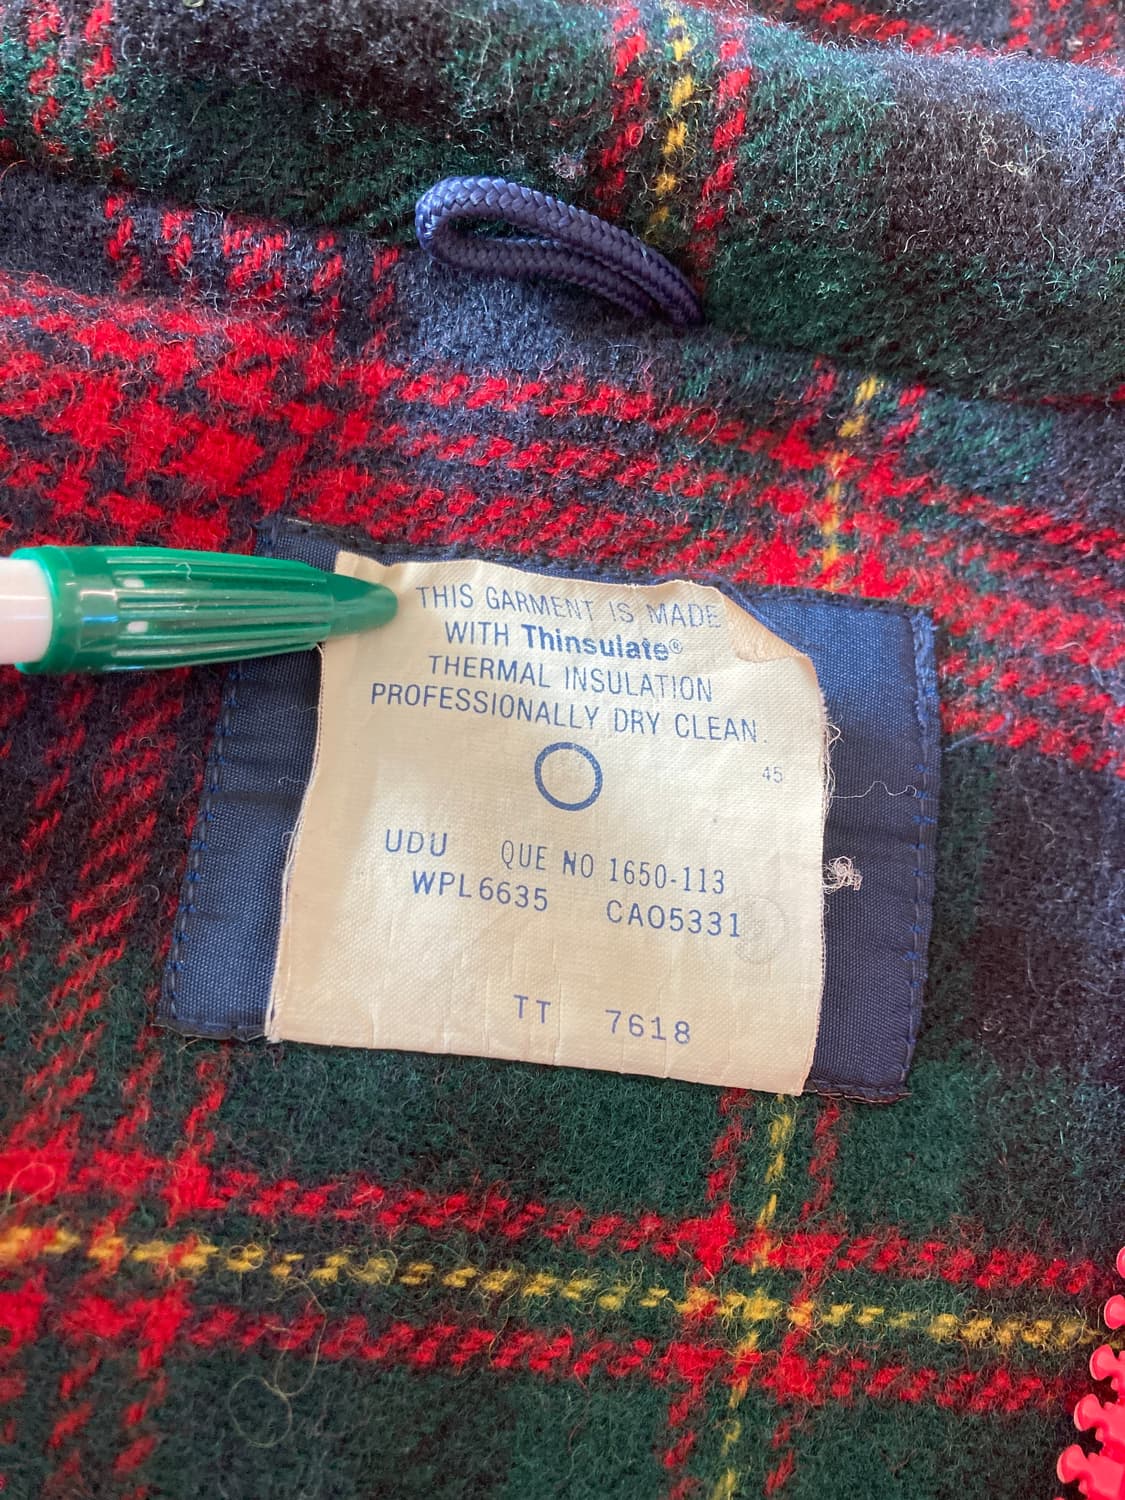 THIS GARMENT IS MADE
WITH Thinsulate®
THERMAL INSULATION
PROFESSIONALLY DRY CLEAN.
45
UDU QUE NO 1650-113
WPL6635 CA05331
TT 7618